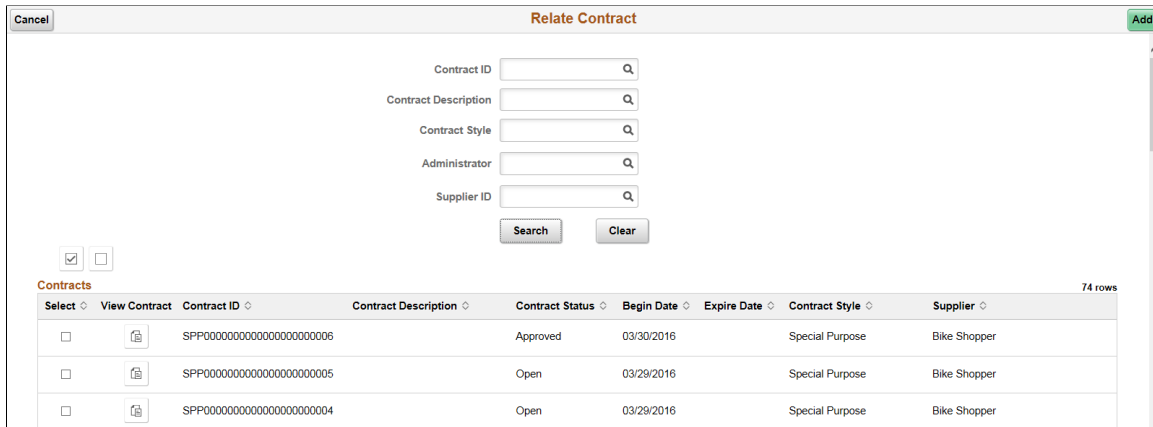 Cancel Relate Contract Add
Contract ID
Contract Description
Contract Style
Administrator
Supplier ID
Search Clear
Contracts 74 rows
Select View Contract Contract ID Contract Description Contract Status Begin Date Expire Date Contract Style Supplier
SPP0000000000000000000006 Approved 03/30/2016 Special Purpose Bike Shopper
SPP0000000000000000000005 Open 03/29/2016 Special Purpose Bike Shopper
SPP0000000000000000000004 Open 03/29/2016 Special Purpose Bike Shopper